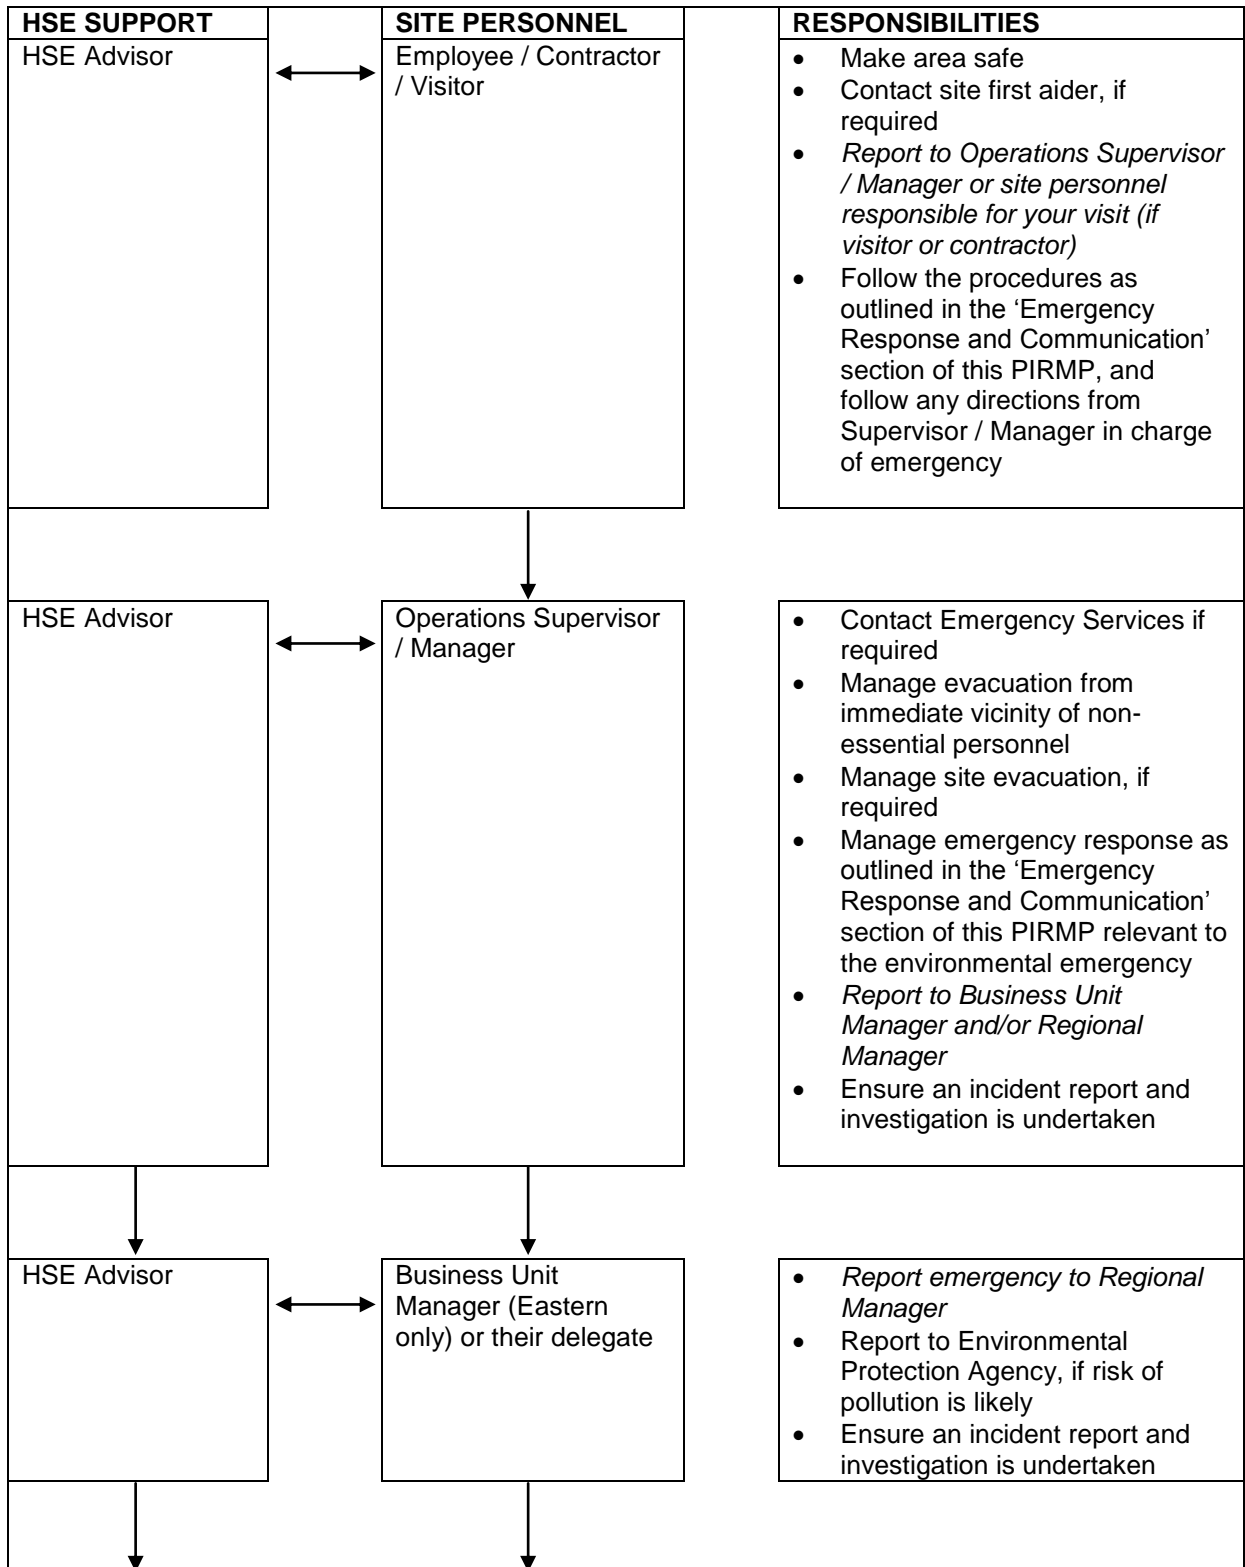 HSE SUPPORT
SITE PERSONNEL
RESPONSIBILITIES
HSE Advisor
Employee / Contractor
/ Visitor
• Make area safe
• Contact site first aider, if
required
• Report to Operations Supervisor
/ Manager or site personnel
responsible for your visit (if
visitor or contractor)
• Follow the procedures as
outlined in the ‘Emergency
Response and Communication’
section of this PIRMP, and
follow any directions from
Supervisor / Manager in charge
of emergency
HSE Advisor
Operations Supervisor
/ Manager
• Contact Emergency Services if
required
• Manage evacuation from
immediate vicinity of non-
essential personnel
• Manage site evacuation, if
required
• Manage emergency response as
outlined in the ‘Emergency
Response and Communication’
section of this PIRMP relevant to
the environmental emergency
• Report to Business Unit
Manager and/or Regional
Manager
• Ensure an incident report and
investigation is undertaken
HSE Advisor
Business Unit
Manager (Eastern
only) or their delegate
• Report emergency to Regional
Manager
• Report to Environmental
Protection Agency, if risk of
pollution is likely
• Ensure an incident report and
investigation is undertaken